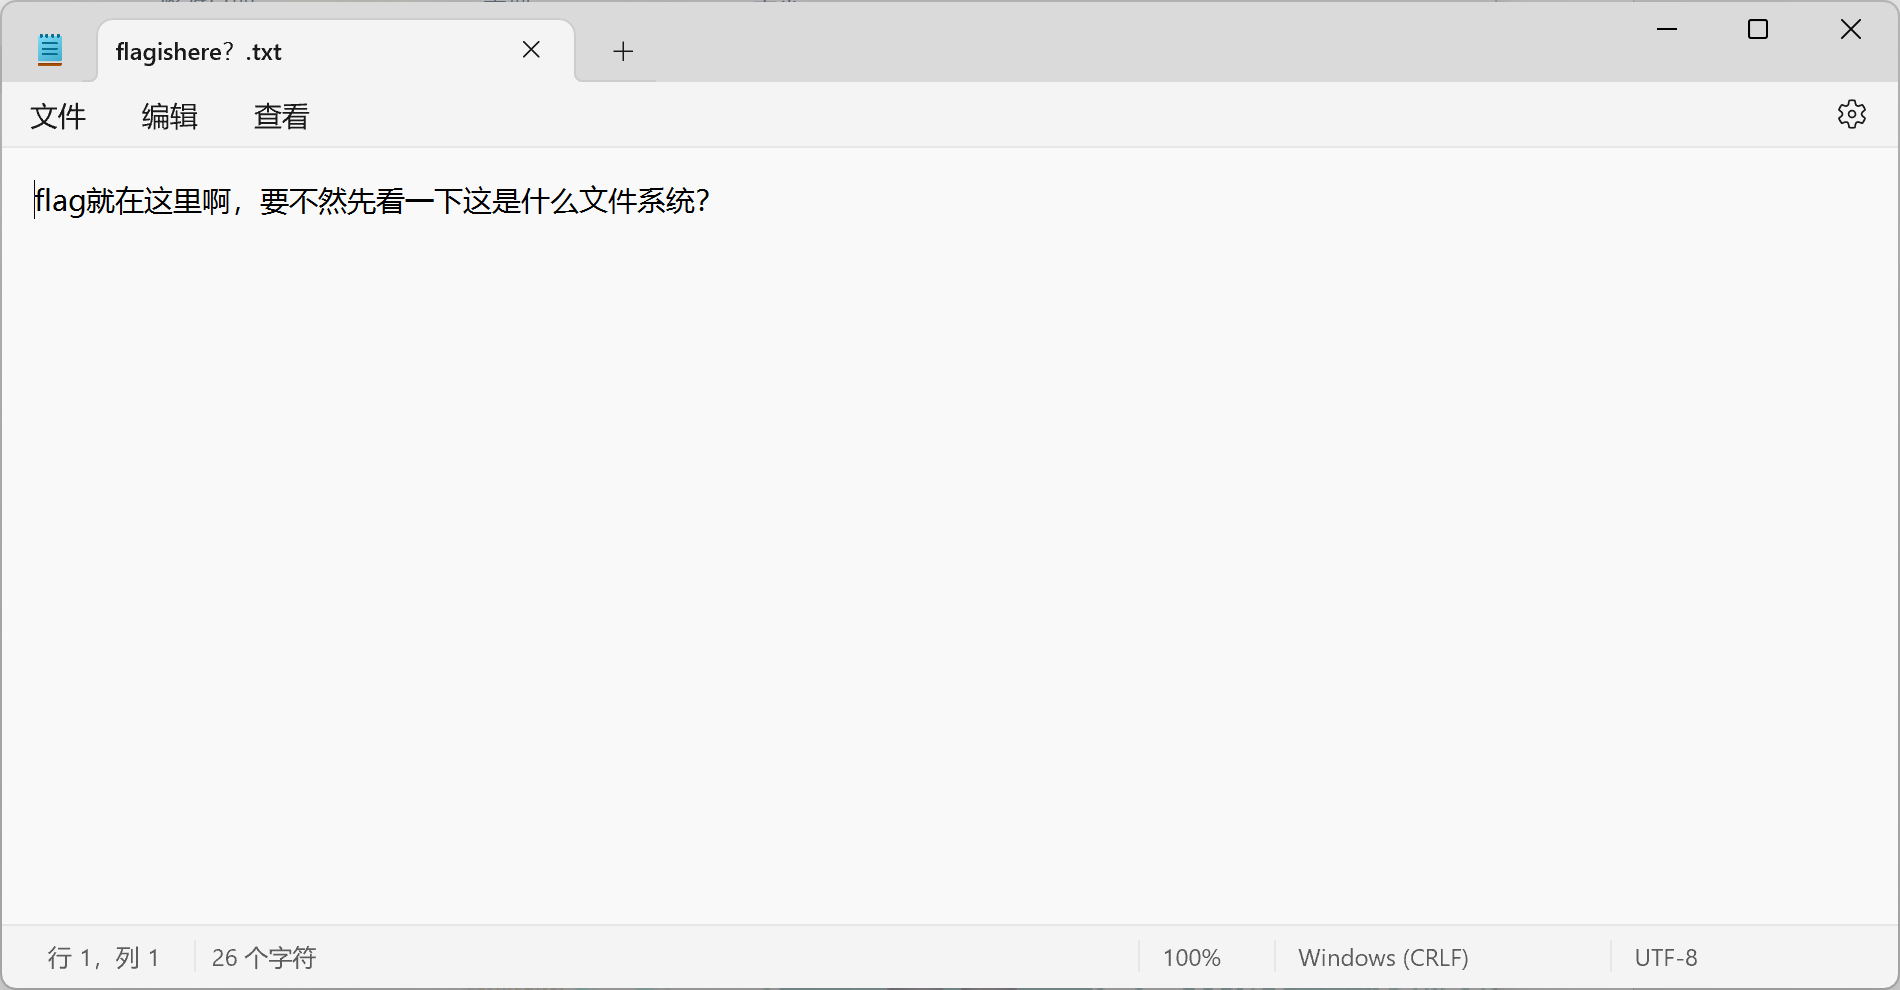 flagishere？.txt
文件 编辑 查看
flag就在这里啊，要不然先看一下这是什么文件系统？
行 1，列 1 26 个字符 100% Windows (CRLF) UTF-8